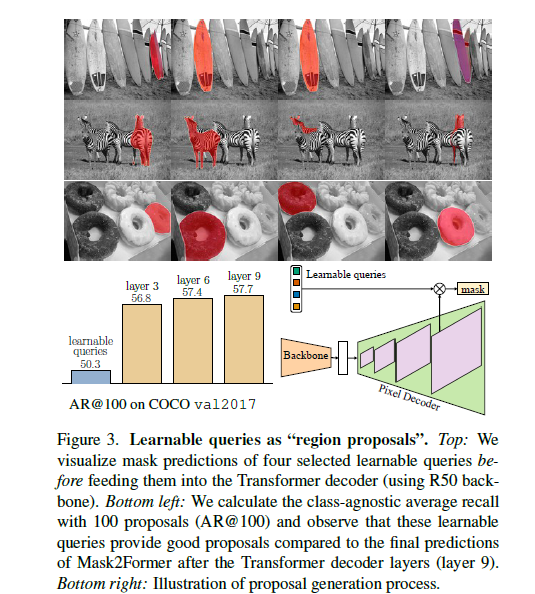 layer 3
56.8
layer 6
57.4
layer 9
57.7
learnable
queries
50.3
AR@100 on COCO val2017
Learnable queries
mask
Backbone
Pixel Decoder
Figure 3. Learnable queries as “region proposals”. Top: We
visualize mask predictions of four selected learnable queries be-
fore feeding them into the Transformer decoder (using R50 back-
bone). Bottom left: We calculate the class-agnostic average recall
with 100 proposals (AR@100) and observe that these learnable
queries provide good proposals compared to the final predictions
of Mask2Former after the Transformer decoder layers (layer 9).
Bottom right: Illustration of proposal generation process.